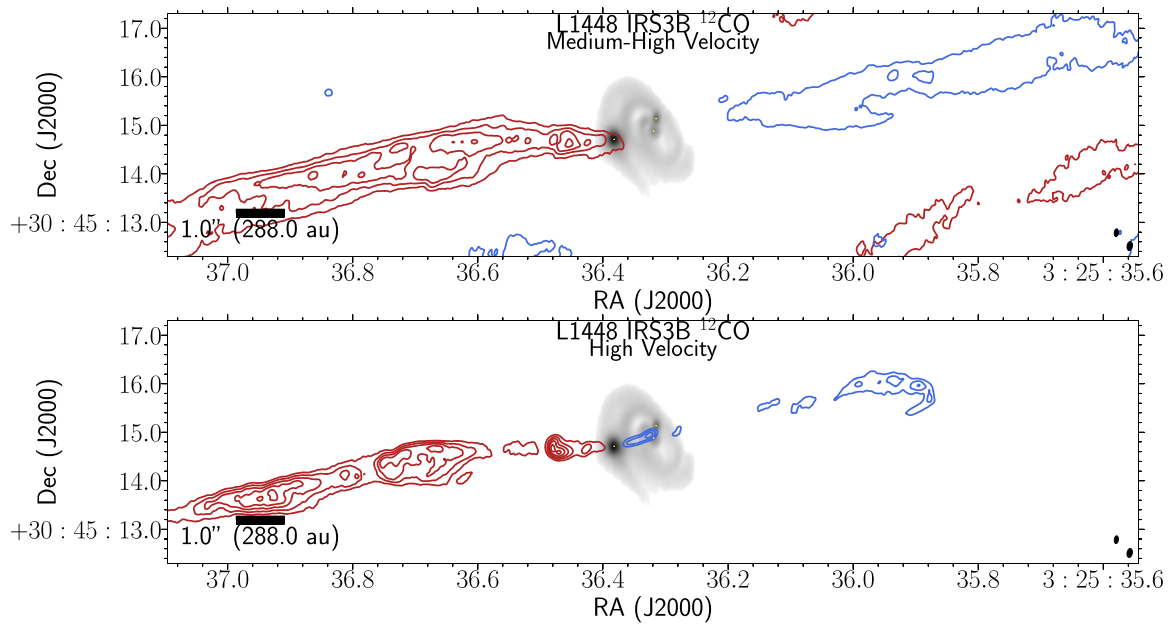 L1448 IRS3B ¹²CO
Medium-High Velocity
17.0
16.0
15.0
14.0
+30 : 45 : 13.0
Dec (J2000)
1.0" (288.0 au)
37.0 36.8 36.6 36.4 36.2 36.0 35.8 3 : 25 : 35.6
RA (J2000)
L1448 IRS3B ¹²CO
High Velocity
17.0
16.0
15.0
14.0
+30 : 45 : 13.0
Dec (J2000)
1.0" (288.0 au)
37.0 36.8 36.6 36.4 36.2 36.0 35.8 3 : 25 : 35.6
RA (J2000)